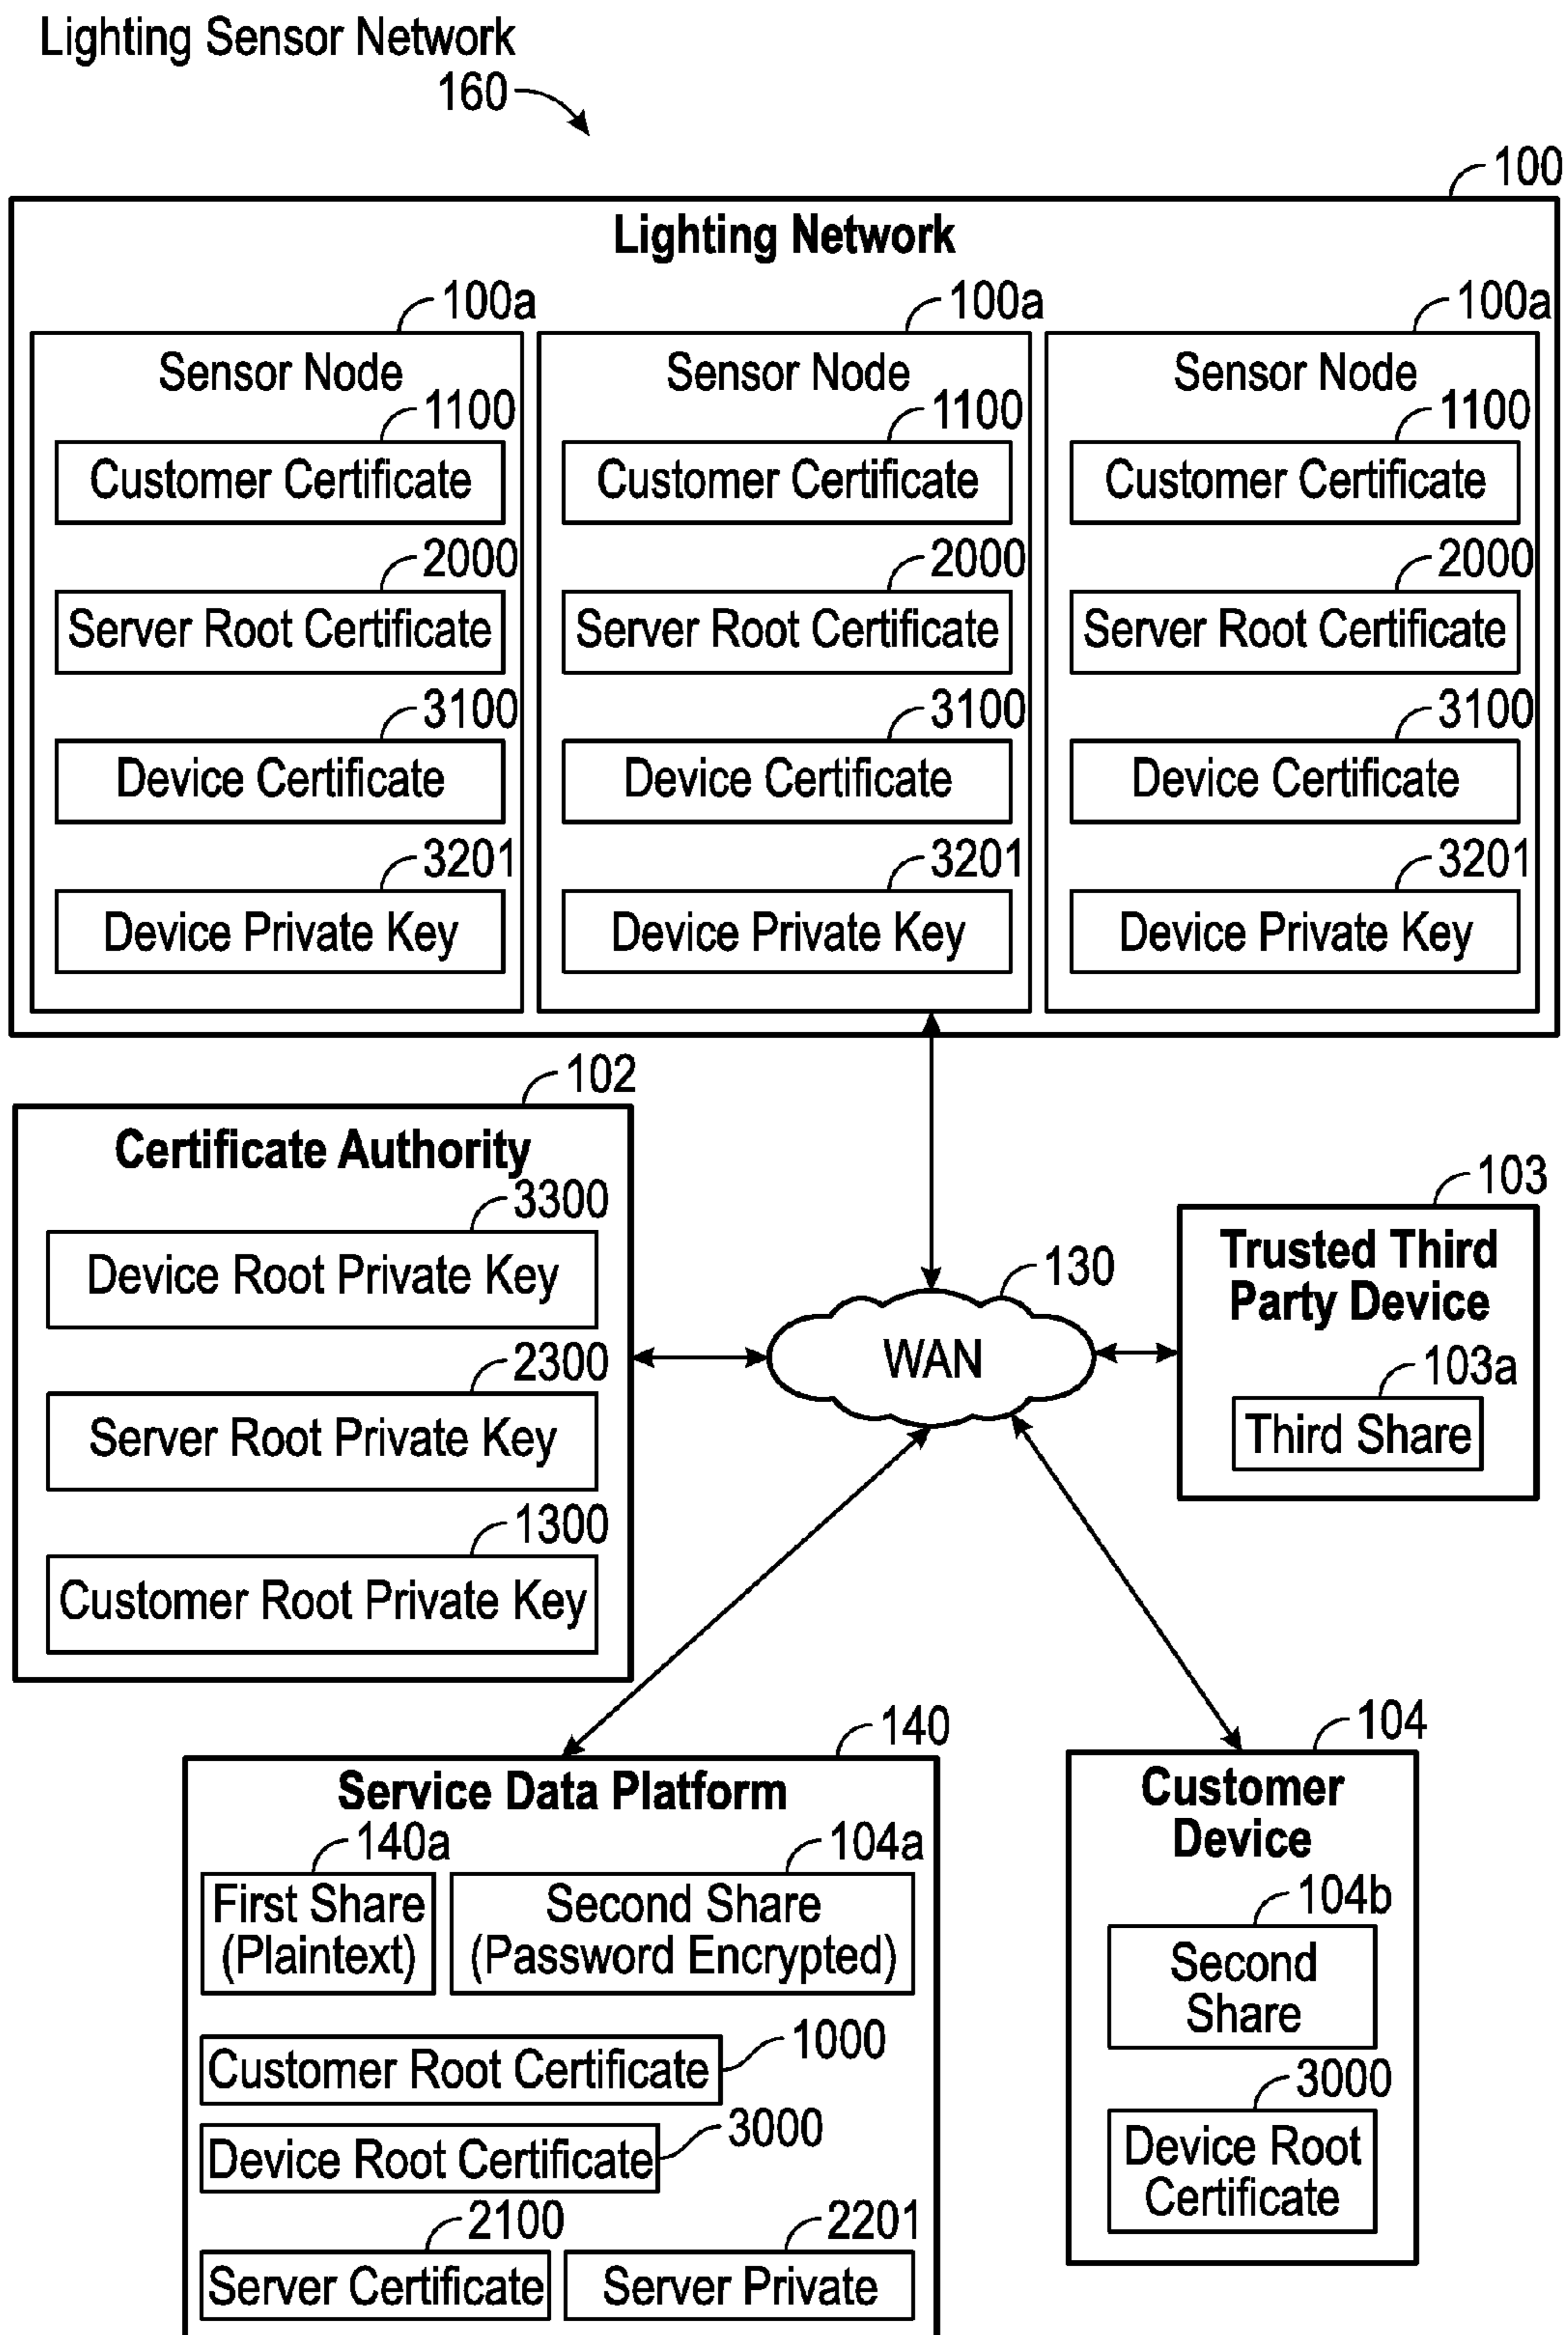 Lighting Sensor Network
160
100
Lighting Network
100a 100a 100a
Sensor Node Sensor Node Sensor Node
1100 1100 1100
Customer Certificate Customer Certificate Customer Certificate
2000 2000 2000
Server Root Certificate Server Root Certificate Server Root Certificate
3100 3100 3100
Device Certificate Device Certificate Device Certificate
3201 3201 3201
Device Private Key Device Private Key Device Private Key
102
Certificate Authority
3300
Device Root Private Key
2300
Server Root Private Key
1300
Customer Root Private Key
130
WAN
103
Trusted Third
Party Device
103a
Third Share
140
Service Data Platform
140a 104a
First Share
(Plaintext)
Second Share
(Password Encrypted)
1000
Customer Root Certificate
3000
Device Root Certificate
2100 2201
Server Certificate Server Private
104
Customer
Device
104b
Second
Share
3000
Device Root
Certificate